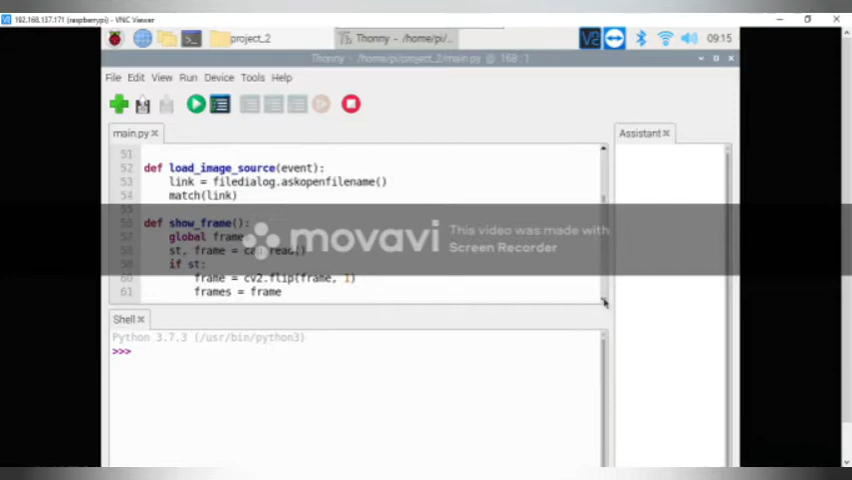 192.168.137.171 (raspberrypi) - VNC Viewer
project_2
Thonny - /home/pi/...
09:15
Thonny - /home/pi/project_2/main.py @ 168 : 1
File Edit View Run Device Tools Help
main.py
Assistant
51
52 def load_image_source(event):
53 link = filedialog.askopenfilename()
54 match(link)
55
56 def show_frame():
57 global frame
58 st, frame = cap.read()
59 if st:
60 frame = cv2.flip(frame, 1)
61 frames = frame
movavi
This video was made with
Screen Recorder
Shell
Python 3.7.3 (/usr/bin/python3)
>>>